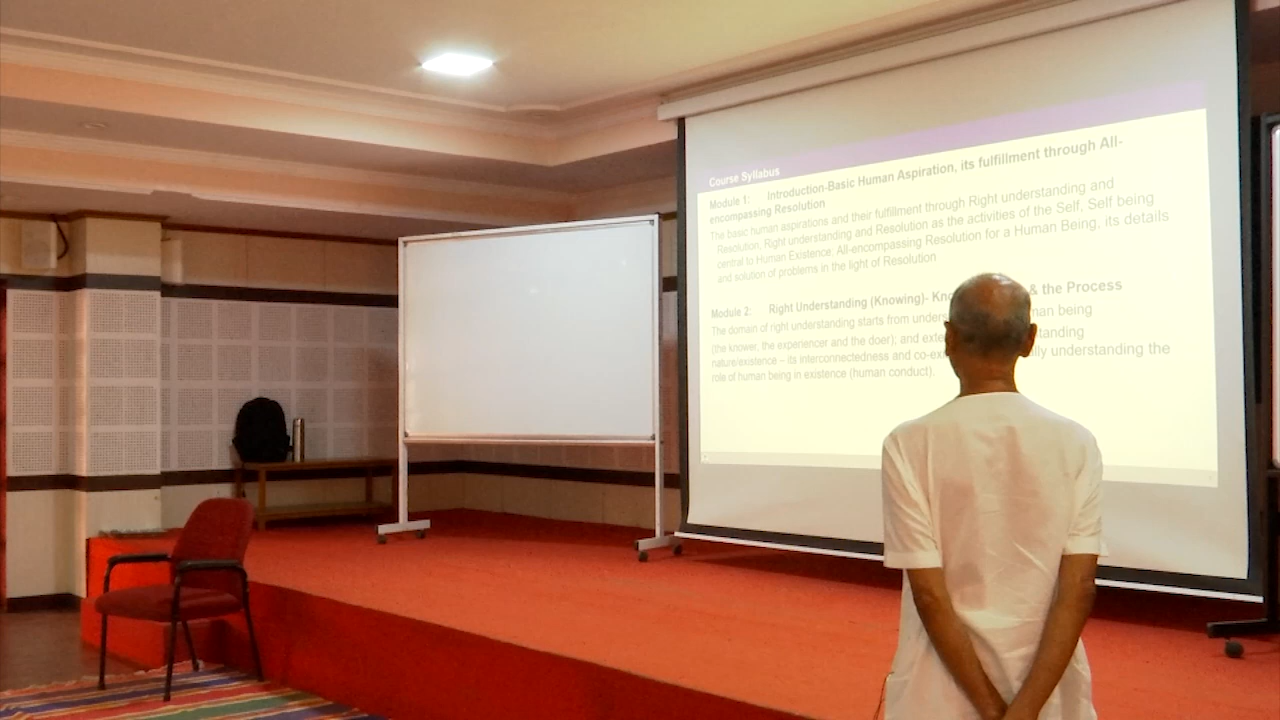 Course Syllabus
Module 1: Introduction-Basic Human Aspiration, its fulfillment through All-
encompassing Resolution
The basic human aspirations and their fulfillment through Right understanding and
Resolution, Right understanding and Resolution as the activities of the Self, Self being
central to Human Existence; All-encompassing Resolution for a Human Being, its details
and solution of problems in the light of Resolution
Module 2: Right Understanding (Knowing)- & the Process
The domain of right understanding starts from being
(the knower, the experiencer and the doer); and
nature/existence – its interconnectedness and understanding the
role of human being in existence (human conduct).